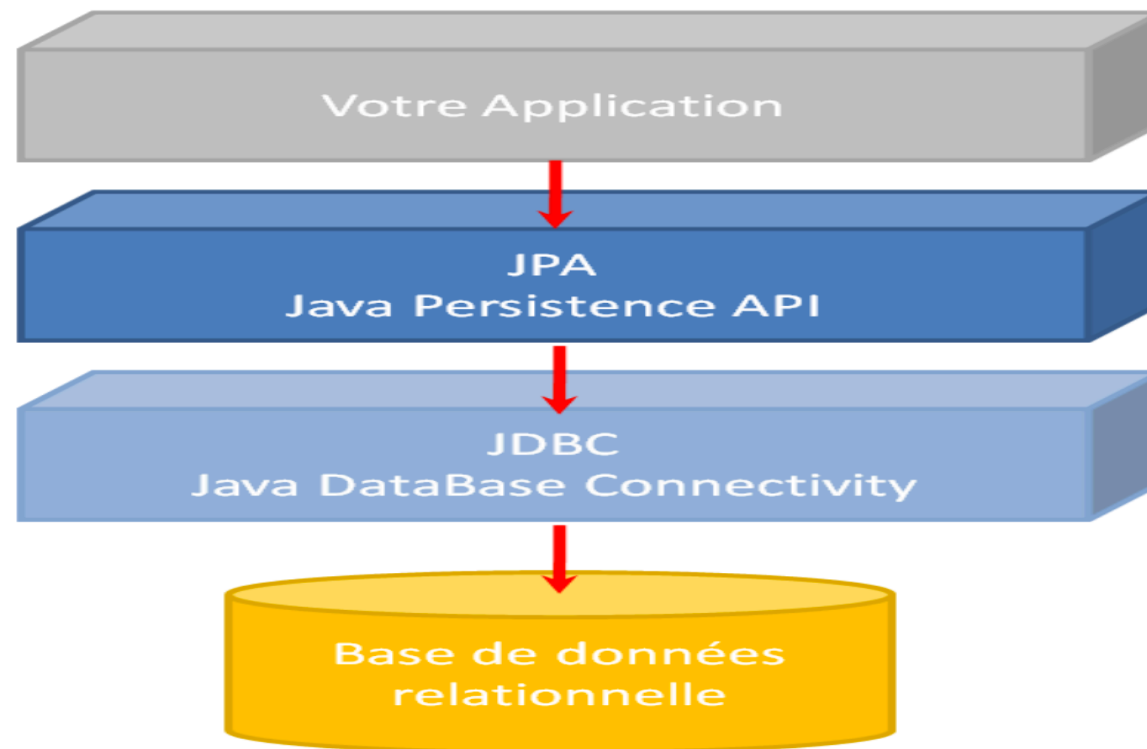 Votre Application
JPA
Java Persistence API
JDBC
Java DataBase Connectivity
Base de données
relationnelle